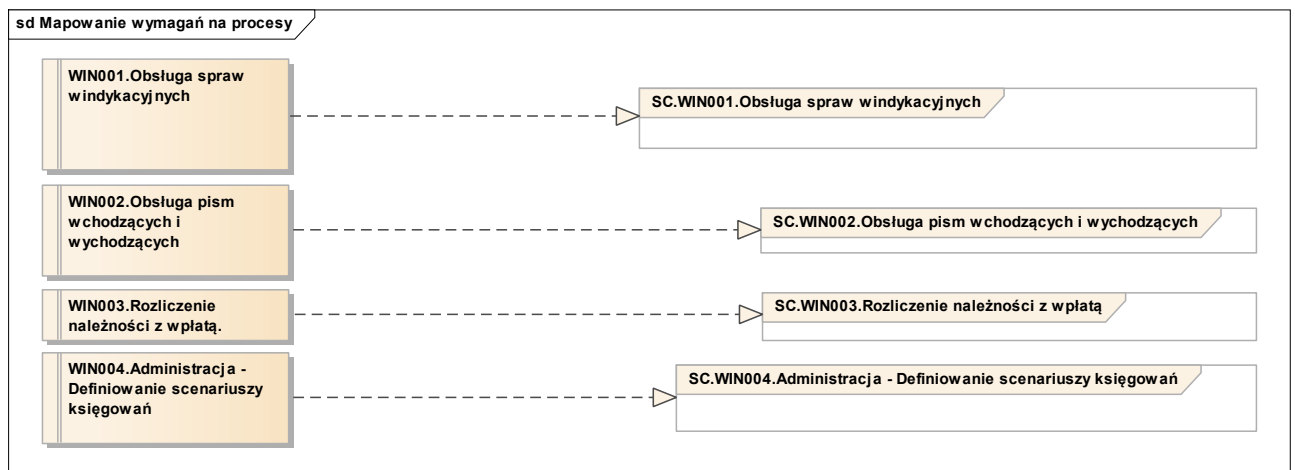 sd Mapowanie wymagań na procesy
WIN001.Obsługa spraw
windykacyjnych
SC.WIN001.Obsługa spraw windykacyjnych
WIN002.Obsługa pism
wchodzących i
wychodzących
SC.WIN002.Obsługa pism wchodzących i wychodzących
WIN003.Rozliczenie
należności z wpłatą.
SC.WIN003.Rozliczenie należności z wpłatą
WIN004.Administracja -
Definiowanie scenariuszy
księgowań
SC.WIN004.Administracja - Definiowanie scenariuszy księgowań